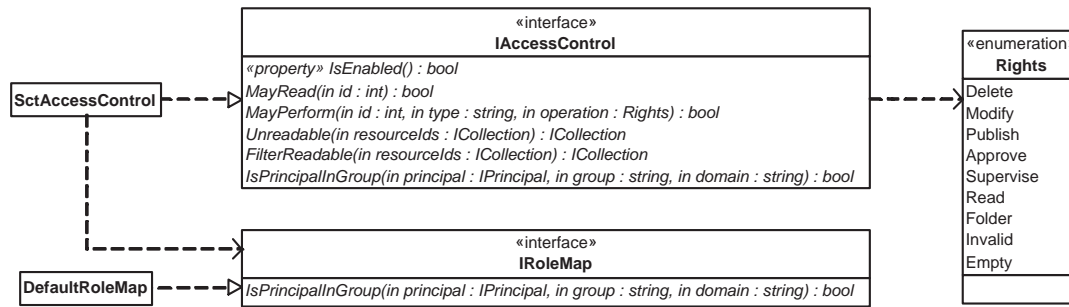 SctAccessControl
«interface»
IAccessControl
«property» IsEnabled() : bool
MayRead(in id : int) : bool
MayPerform(in id : int, in type : string, in operation : Rights) : bool
Unreadable(in resourceIds : ICollection) : ICollection
FilterReadable(in resourceIds : ICollection) : ICollection
IsPrincipalInGroup(in principal : IPrincipal, in group : string, in domain : string) : bool
«enumeration
Rights
Delete
Modify
Publish
Approve
Supervise
Read
Folder
Invalid
Empty
DefaultRoleMap
«interface»
IRoleMap
IsPrincipalInGroup(in principal : IPrincipal, in group : string, in domain : string) : bool